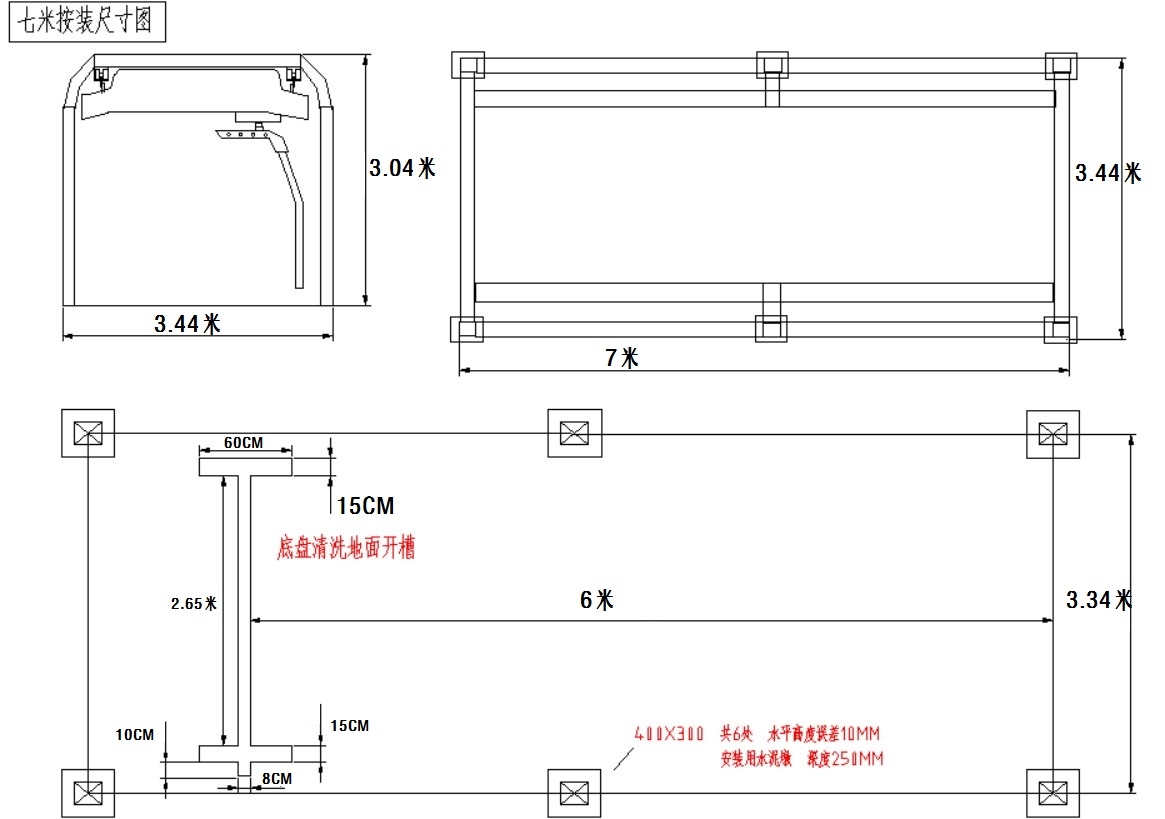 七米按装尺寸图
3.04米
3.44米
3.44米
7米
60CM
15CM
底盘清洗地面开槽
2.65米
6米
3.34米
10CM
15CM
8CM
400X300 共6处 水平高度误差10MM
安装用水泥墩 深度250MM